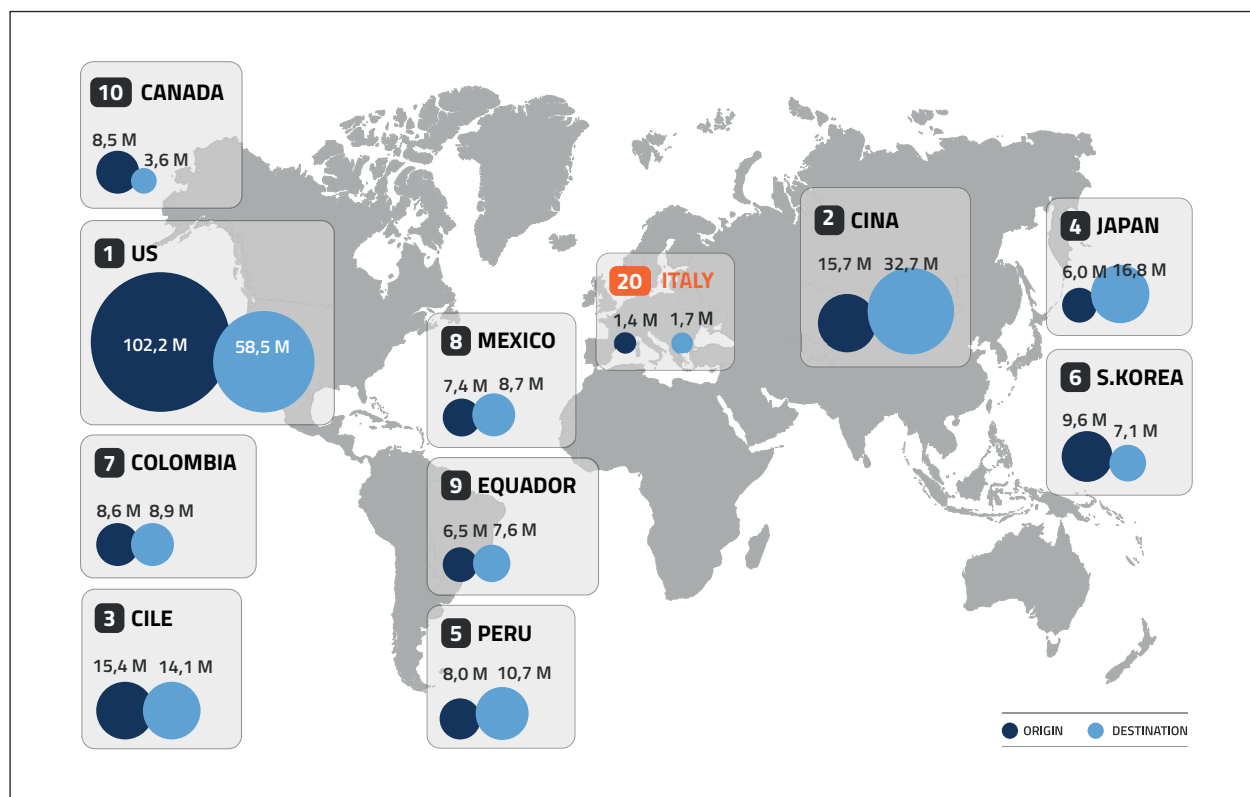 10 CANADA
8,5 M
3,6 M
1 US
102,2 M
58,5 M
7 COLOMBIA
8,6 M 8,9 M
3 CILE
15,4 M 14,1 M
8 MEXICO
7,4 M 8,7 M
9 EQUADOR
6,5 M 7,6 M
5 PERU
8,0 M 10,7 M
20 ITALY
1,4 M 1,7 M
2 CINA
15,7 M 32,7 M
4 JAPAN
6,0 M 16,8 M
6 S.KOREA
9,6 M
7,1 M
ORIGIN DESTINATION